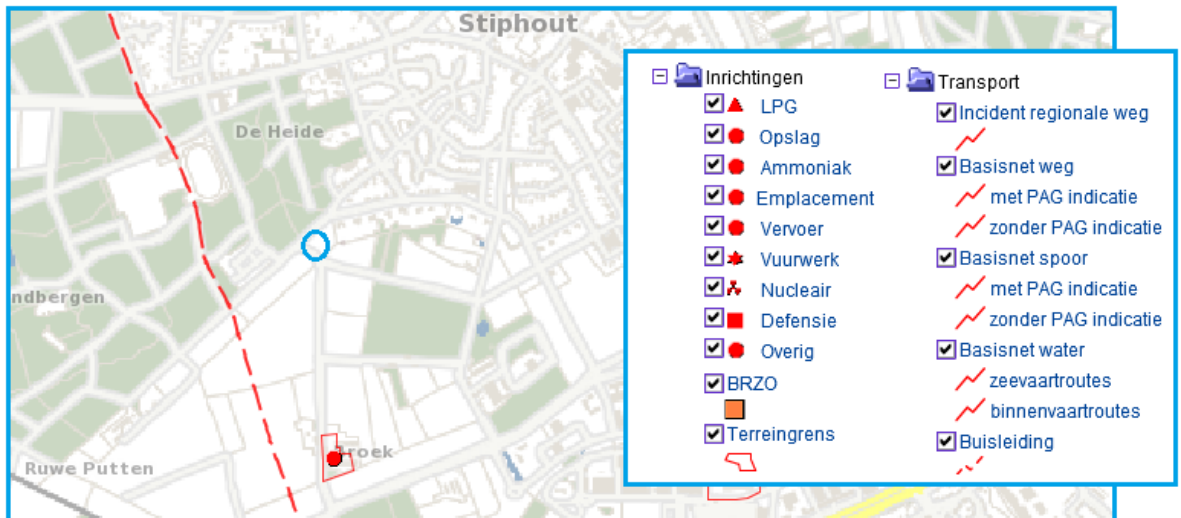 Stiphout
De Heide
ndbergen
Ruwe Putten
roek
Inrichtingen
LPG
Opslag
Ammoniak
Emplacement
Vervoer
Vuurwerk
Nucleair
Defensie
Overig
BRZO
Terreingrens
Transport
Incident regionale weg
Basisnet weg
met PAG indicatie
zonder PAG indicatie
Basisnet spoor
met PAG indicatie
zonder PAG indicatie
Basisnet water
zeevaartroutes
binnenvaartroutes
Buisleiding